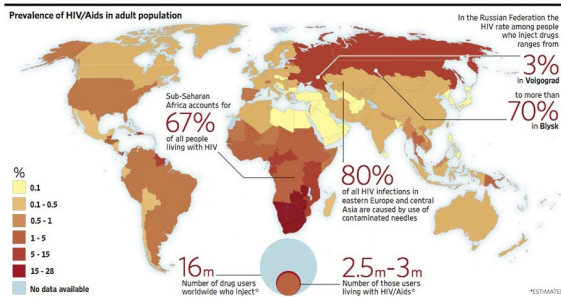 Prevalence of HIV/Aids in adult population
In the Russian Federation the
HIV rate among people
who inject drugs
ranges from
3%
in Volgograd
to more than
70%
in Biysk
Sub-Saharan
Africa accounts for
67%
of all people
living with HIV
80%
of all HIV infections in
eastern Europe and central
Asia are caused by use of
contaminated needles
%
0.1
0.1 - 0.5
0.5 - 1
1 - 5
5 - 15
15 - 28
No data available
16m
Number of drug users
worldwide who inject*
2.5m-3m
Number of those users
living with HIV/Aids*
*ESTIMATE